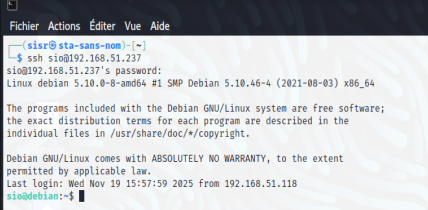 Fichier Actions Éditer Vue Aide
┌──(sisr㉿sta-sans-nom)-[~]
└─$ ssh sio@192.168.51.237
sio@192.168.51.237's password:
Linux debian 5.10.0-8-amd64 #1 SMP Debian 5.10.46-4 (2021-08-03) x86_64
The programs included with the Debian GNU/Linux system are free software;
the exact distribution terms for each program are described in the
individual files in /usr/share/doc/*/copyright.
Debian GNU/Linux comes with ABSOLUTELY NO WARRANTY, to the extent
permitted by applicable law.
Last login: Wed Nov 19 15:57:59 2025 from 192.168.51.118
sio@debian:~$